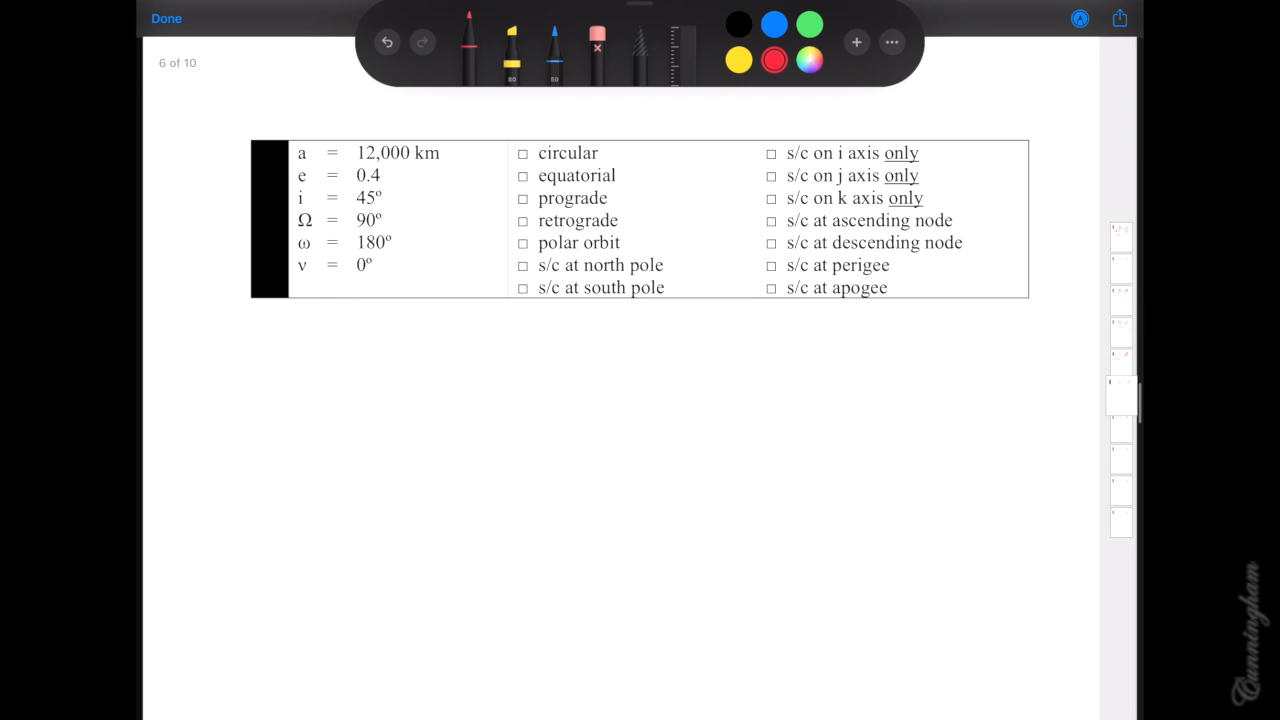 Done
6 of 10
80
50
a = 12,000 km
e = 0.4
i = 45º
Ω = 90º
ω = 180º
ν = 0º
□ circular
□ equatorial
□ prograde
□ retrograde
□ polar orbit
□ s/c at north pole
□ s/c at south pole
□ s/c on i axis only
□ s/c on j axis only
□ s/c on k axis only
□ s/c at ascending node
□ s/c at descending node
□ s/c at perigee
□ s/c at apogee
Cunningham